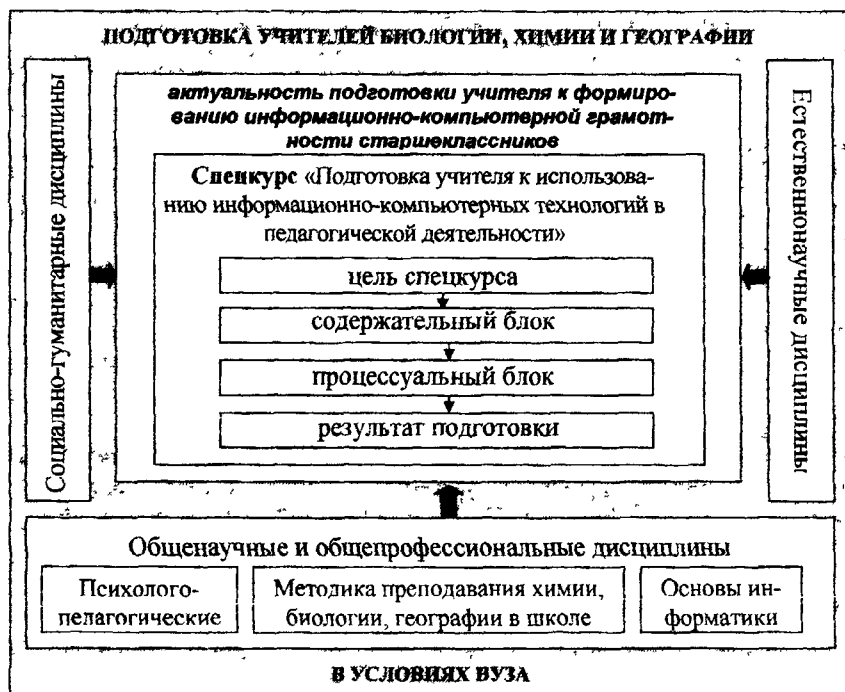 ПОДГОТОВКА УЧИТЕЛЕЙ БИОЛОГИИ, ХИМИИ И ГЕОГРАФИИ
Социально-гуманитарные дисциплины
актуальность подготовки учителя к формиро-
ванию информационно-компьютерной грамот-
ности старшеклассников
Спецкурс «Подготовка учителя к использова-
нию информационно-компьютерных технологий в
педагогической деятельности»
цель спецкурса
содержательный блок
процессуальный блок
результат подготовки
Естественнонаучные дисциплины
Общенаучные и общепрофессиональные дисциплины
Психолого-
пелагогические
Методика преподавания химии,
биологии, географии в школе
Основы ин-
форматики
В УСЛОВИЯХ ВУЗА